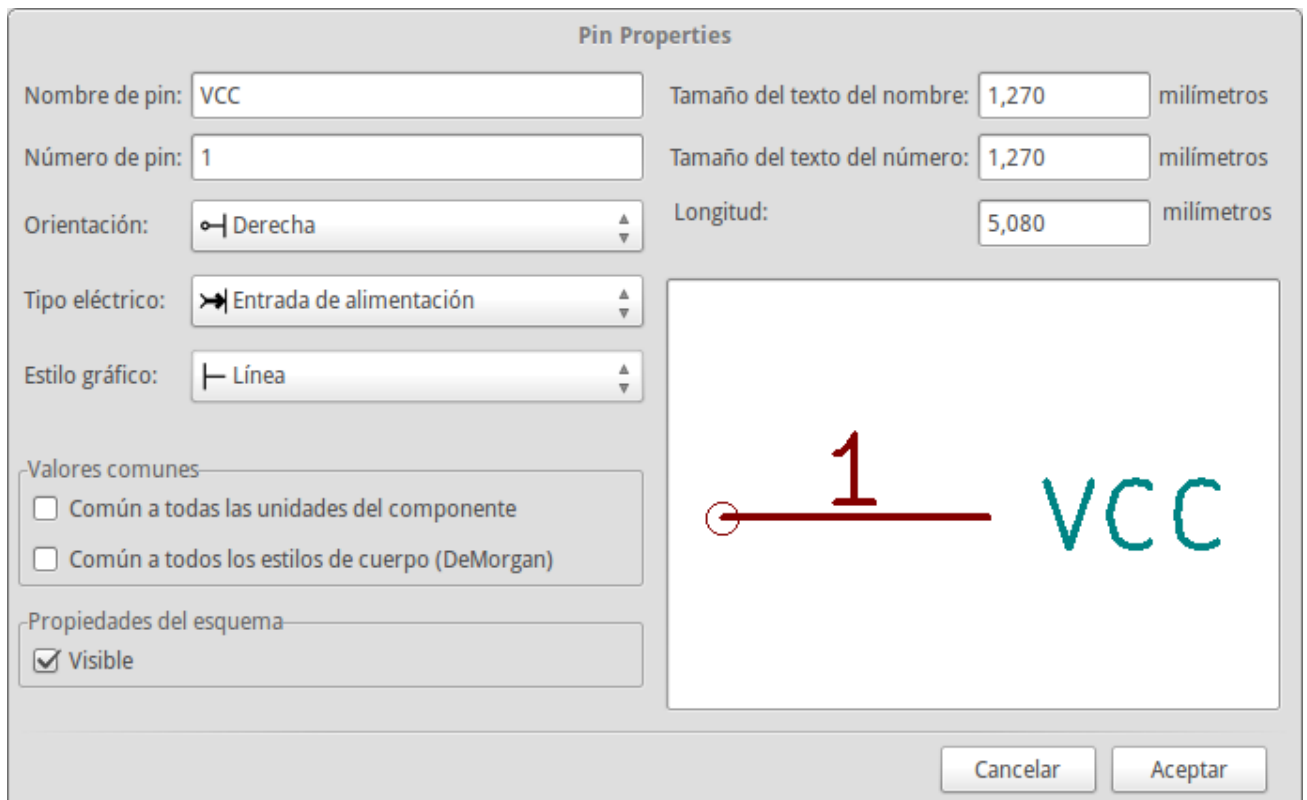 Pin Properties
Nombre de pin: VCC
Número de pin: 1
Orientación: Derecha
Tipo eléctrico: Entrada de alimentación
Estilo gráfico: Línea
Valores comunes
Común a todas las unidades del componente
Común a todos los estilos de cuerpo (DeMorgan)
Propiedades del esquema
Visible
Tamaño del texto del nombre: 1,270 milímetros
Tamaño del texto del número: 1,270 milímetros
Longitud: 5,080 milímetros
1
VCC
Cancelar
Aceptar